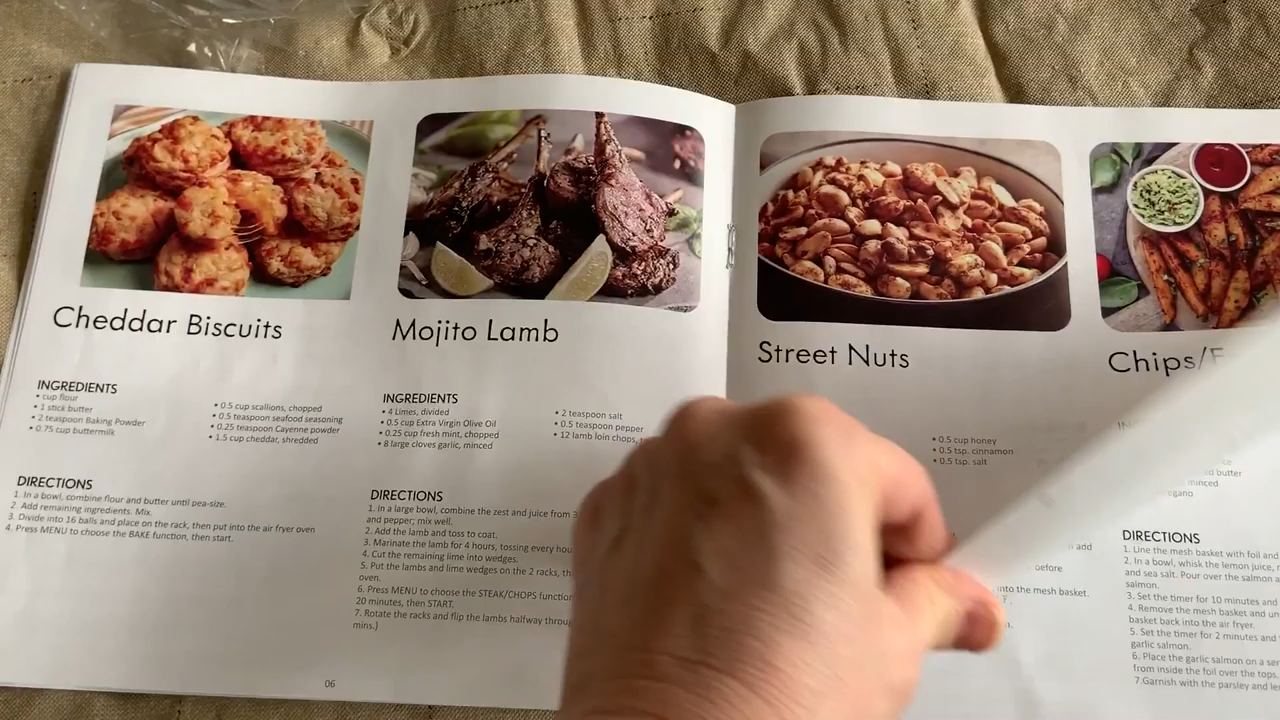 Cheddar Biscuits
INGREDIENTS
• cup flour
• 1 stick butter
• 2 teaspoon Baking Powder
• 0.75 cup buttermilk
• 0.5 cup scallions, chopped
• 0.5 teaspoon seafood seasoning
• 0.25 teaspoon Cayenne powder
• 1.5 cup cheddar, shredded
DIRECTIONS
1. In a bowl, combine flour and butter until pea-size.
2. Add remaining ingredients. Mix.
3. Divide into 16 balls and place on the rack, then put into the air fryer oven
4. Press MENU to choose the BAKE function, then start.
06
Mojito Lamb
INGREDIENTS
• 4 Limes, divided
• 0.5 cup Extra Virgin Olive Oil
• 0.25 cup fresh mint, chopped
• 8 large cloves garlic, minced
• 2 teaspoon salt
• 0.5 teaspoon pepper
• 12 lamb loin chops,
DIRECTIONS
1. In a large bowl, combine the zest and juice from 3
and pepper; mix well.
2. Add the lamb and toss to coat.
3. Marinate the lamb for 4 hours, tossing every hou
4. Cut the remaining lime into wedges.
5. Put the lambs and lime wedges on the 2 racks, th
oven.
6. Press MENU to choose the STEAK/CHOPS function
20 minutes, then START.
7. Rotate the racks and flip the lambs halfway throu
mins.)
Street Nuts
• 0.5 cup honey
• 0.5 tsp. cinnamon
• 0.5 tsp. salt
add
before
into the mesh basket.
Chips/F
butter
minced
DIRECTIONS
1. Line the mesh basket with foil and
2. In a bowl, whisk the lemon juice,
and sea salt. Pour over the salmon a
salmon.
3. Set the timer for 10 minutes and
4. Remove the mesh basket and un
basket back into the air fryer.
5. Set the timer for 2 minutes and
garlic salmon.
6. Place the garlic salmon on a ser
from inside the foil over the tops.
7.Garnish with the parsley and le